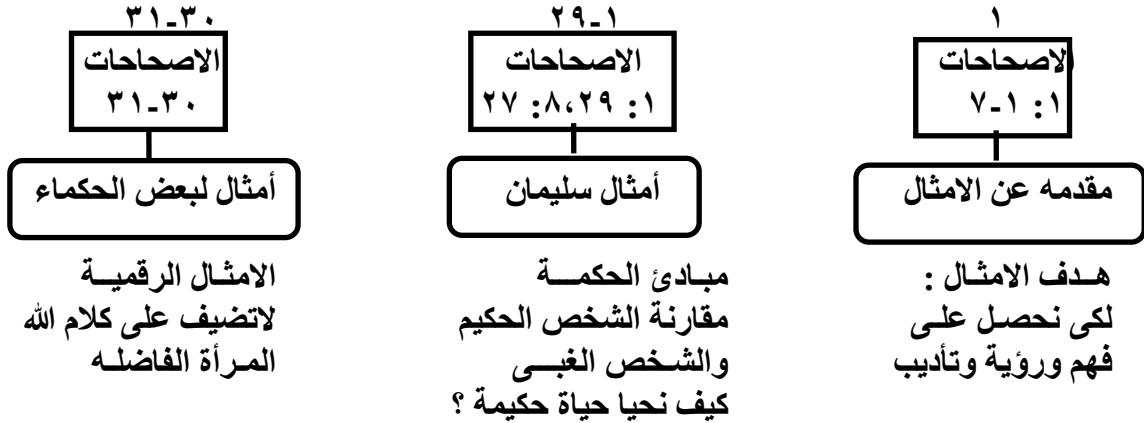 ١
الاصحاحات
١: ١-٧
مقدمه عن الامثال
هدف الامثال :
لكى نحصل على
فهم ورؤية وتأديب
١-٢٩
الاصحاحات
١: ٨،٢٩: ٢٧
أمثال سليمان
مبادئ الحكمة
مقارنة الشخص الحكيم
والشخص الغبى
كيف نحيا حياة حكيمة ؟
٣٠-٣١
الاصحاحات
٣٠-٣١
أمثال لبعض الحكماء
الامثال الرقمية
لاتضيف على كلام الله
المرأة الفاضله